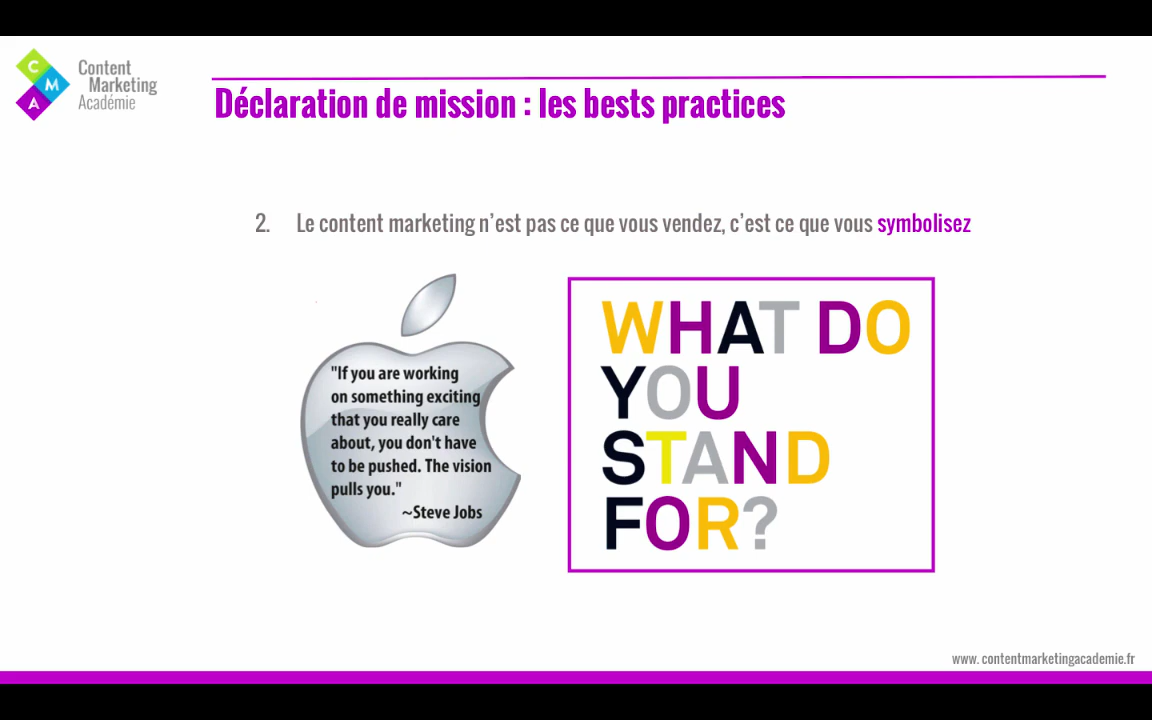 C
M
A
Content
Marketing
Académie
Déclaration de mission : les bests practices
2. Le content marketing n’est pas ce que vous vendez, c’est ce que vous symbolisez
"If you are working
on something exciting
that you really care
about, you don't have
to be pushed. The vision
pulls you."
~Steve Jobs
WHAT DO
YOU
STAND
FOR?
www. contentmarketingacademie.fr